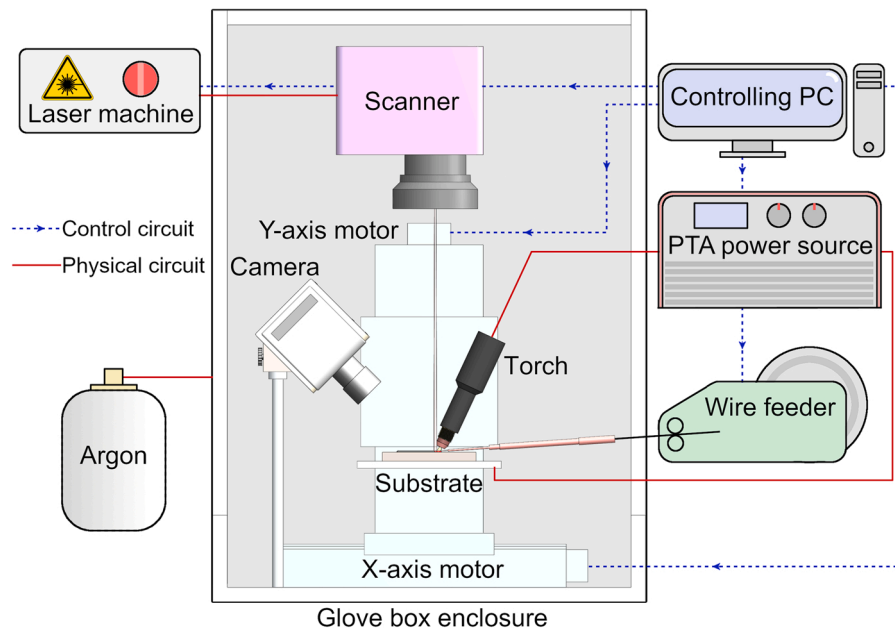 Laser machine
Scanner
Controlling PC
Control circuit
Physical circuit
Y-axis motor
PTA power source
Camera
Torch
Wire feeder
Argon
Substrate
X-axis motor
Glove box enclosure